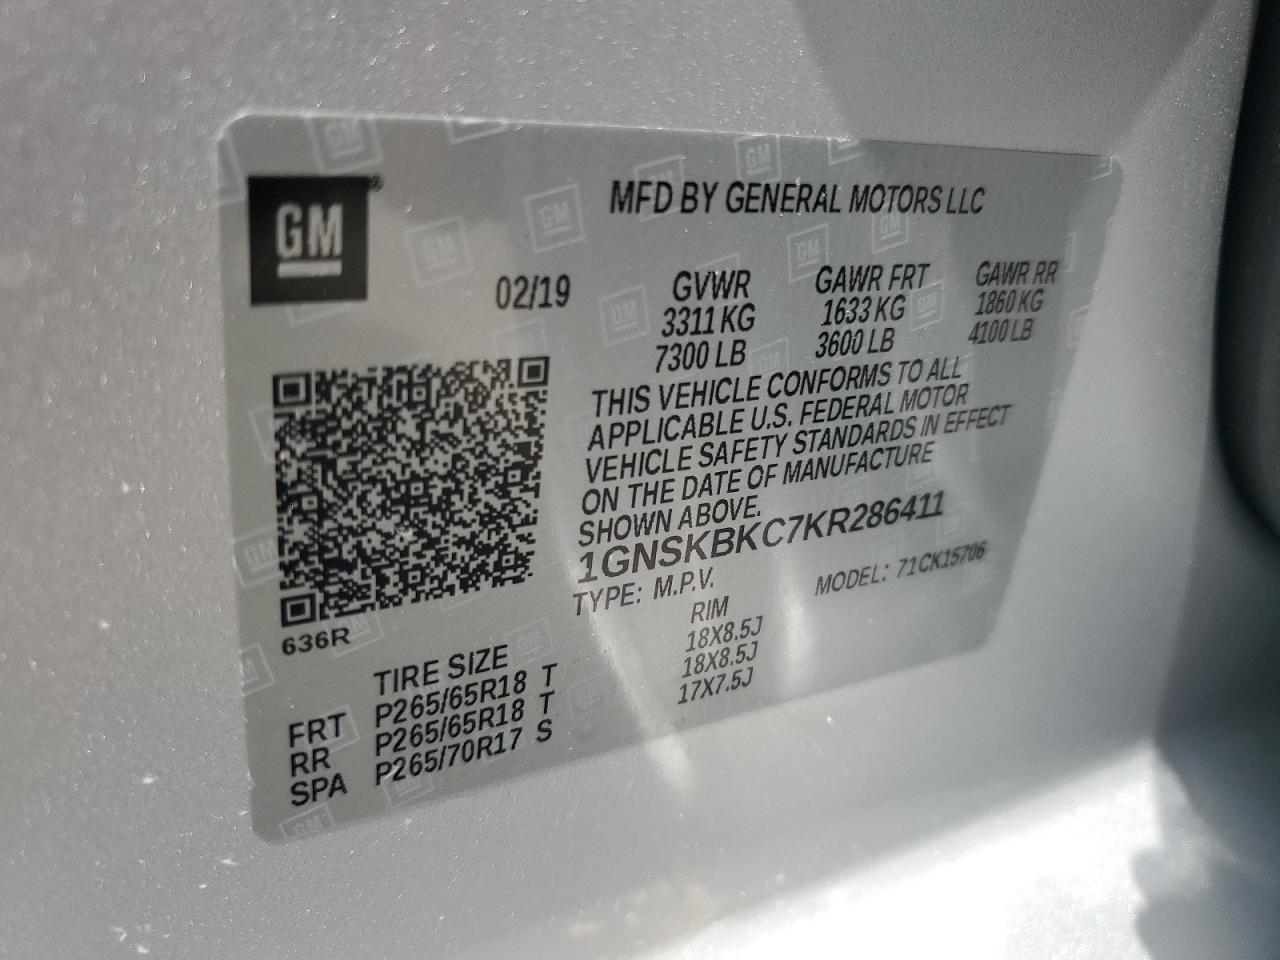 GM
MFD BY GENERAL MOTORS LLC
02/19 GVWR GAWR FRT GAWR RR
3311 KG 1633 KG 1860 KG
7300 LB 3600 LB 4100 LB
THIS VEHICLE CONFORMS TO ALL
APPLICABLE U.S. FEDERAL MOTOR
VEHICLE SAFETY STANDARDS IN EFFECT
ON THE DATE OF MANUFACTURE
SHOWN ABOVE.
1GNSKBKC7KR286411
TYPE: M.P.V. MODEL: 71CK15706
636R
TIRE SIZE RIM
FRT P265/65R18 T 18X8.5J
RR P265/65R18 T 18X8.5J
SPA P265/70R17 S 17X7.5J